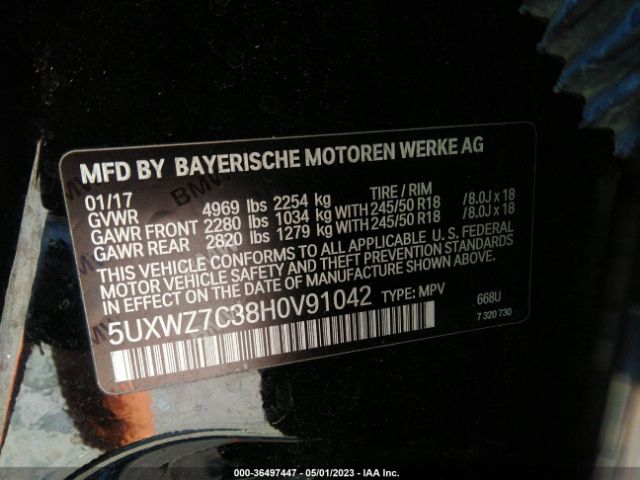 MFD BY BAYERISCHE MOTOREN WERKE AG
01/17 TIRE / RIM
GVWR 4969 lbs 2254 kg
GAWR FRONT 2280 lbs 1034 kg WITH 245/50 R18 / 8.0J x 18
GAWR REAR 2820 lbs 1279 kg WITH 245/50 R18 / 8.0J x 18
THIS VEHICLE CONFORMS TO ALL APPLICABLE U. S. FEDERAL
MOTOR VEHICLE SAFETY AND THEFT PREVENTION STANDARDS
IN EFFECT ON THE DATE OF MANUFACTURE SHOWN ABOVE.
5UXWZ7C38H0V91042 TYPE: MPV 668U
7 320 730
000-36497447 - 05/01/2023 - IAA Inc.